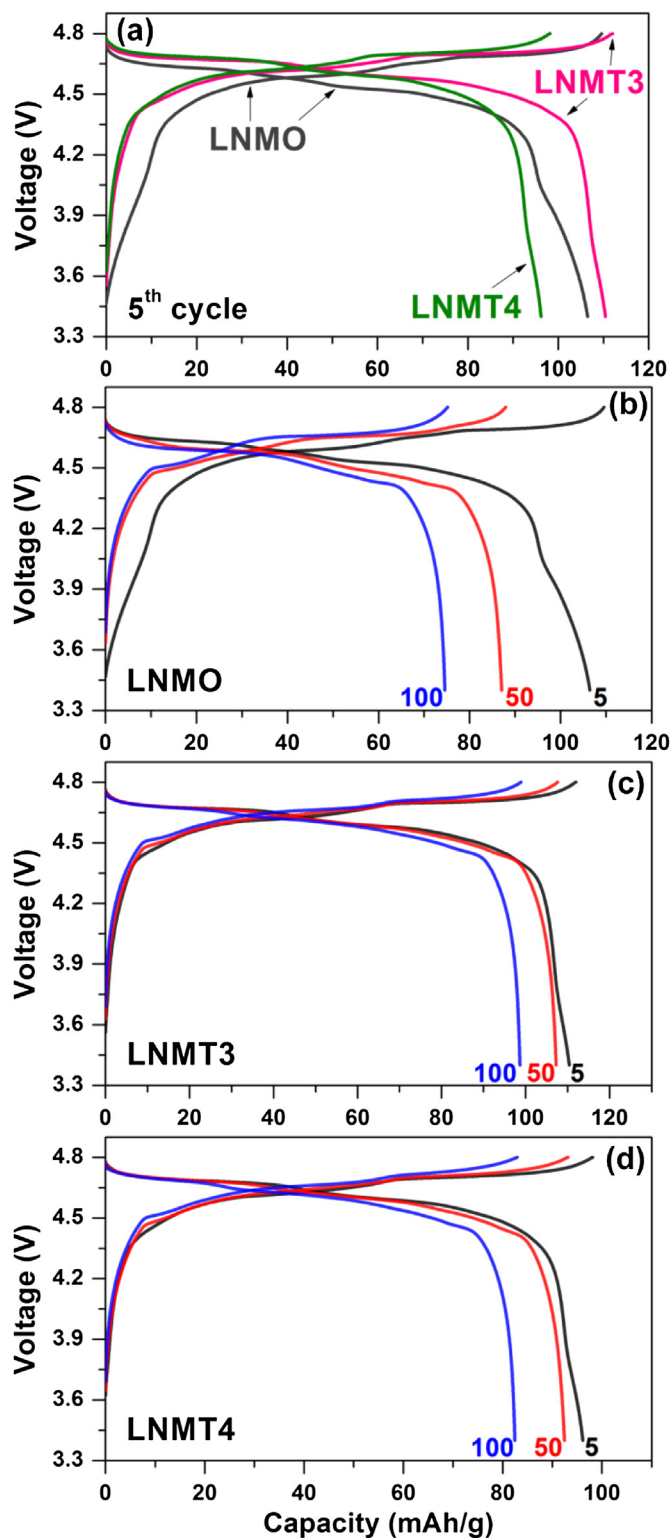 (a)
4.8
4.5
4.2
3.9
3.6
3.3
Voltage (V)
LNMT3
LNMO
LNMT4
5th cycle
0 20 40 60 80 100 120
(b)
4.8
4.5
4.2
3.9
3.6
3.3
Voltage (V)
LNMO
100 50 5
0 20 40 60 80 100 120
(c)
4.8
4.5
4.2
3.9
3.6
3.3
Voltage (V)
LNMT3
100 50 5
0 20 40 60 80 100 120
(d)
4.8
4.5
4.2
3.9
3.6
3.3
Voltage (V)
LNMT4
100 50 5
0 20 40 60 80 100
Capacity (mAh/g)